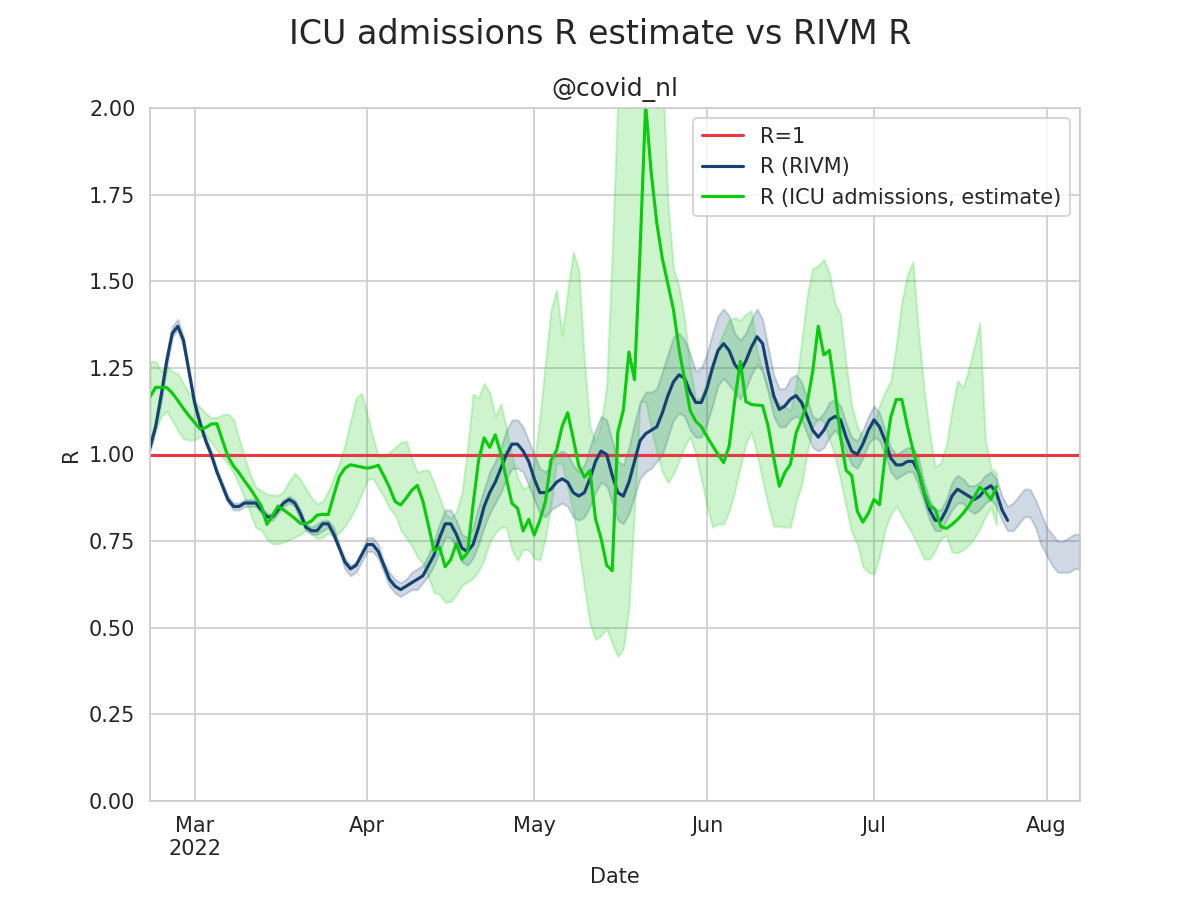 ICU admissions R estimate vs RIVM R
@covid_nl
2.00
1.75
1.50
1.25
1.00
0.75
0.50
0.25
0.00
R
R=1
R (RIVM)
R (ICU admissions, estimate)
Mar
2022
Apr
May
Jun
Jul
Aug
Date